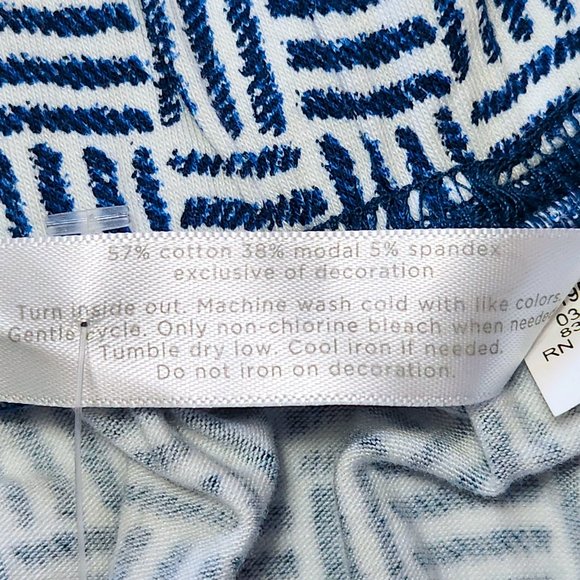 57% cotton 38% modal 5% spandex
exclusive of decoration
Turn inside out. Machine wash cold with like colors.
Gentle cycle. Only non-chlorine bleach when needed.
Tumble dry low. Cool iron if needed.
Do not iron on decoration.
03
83
RN